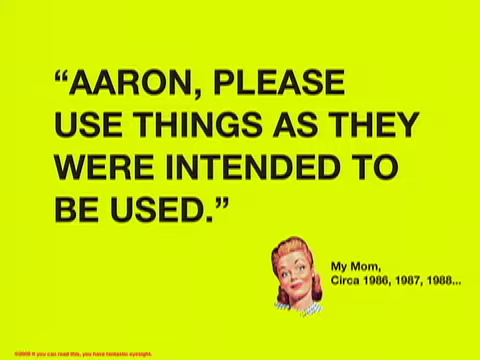 “AARON, PLEASE
USE THINGS AS THEY
WERE INTENDED TO
BE USED.”
My Mom,
Circa 1986, 1987, 1988...
©2009 If you can read this, you have fantastic eyesight.